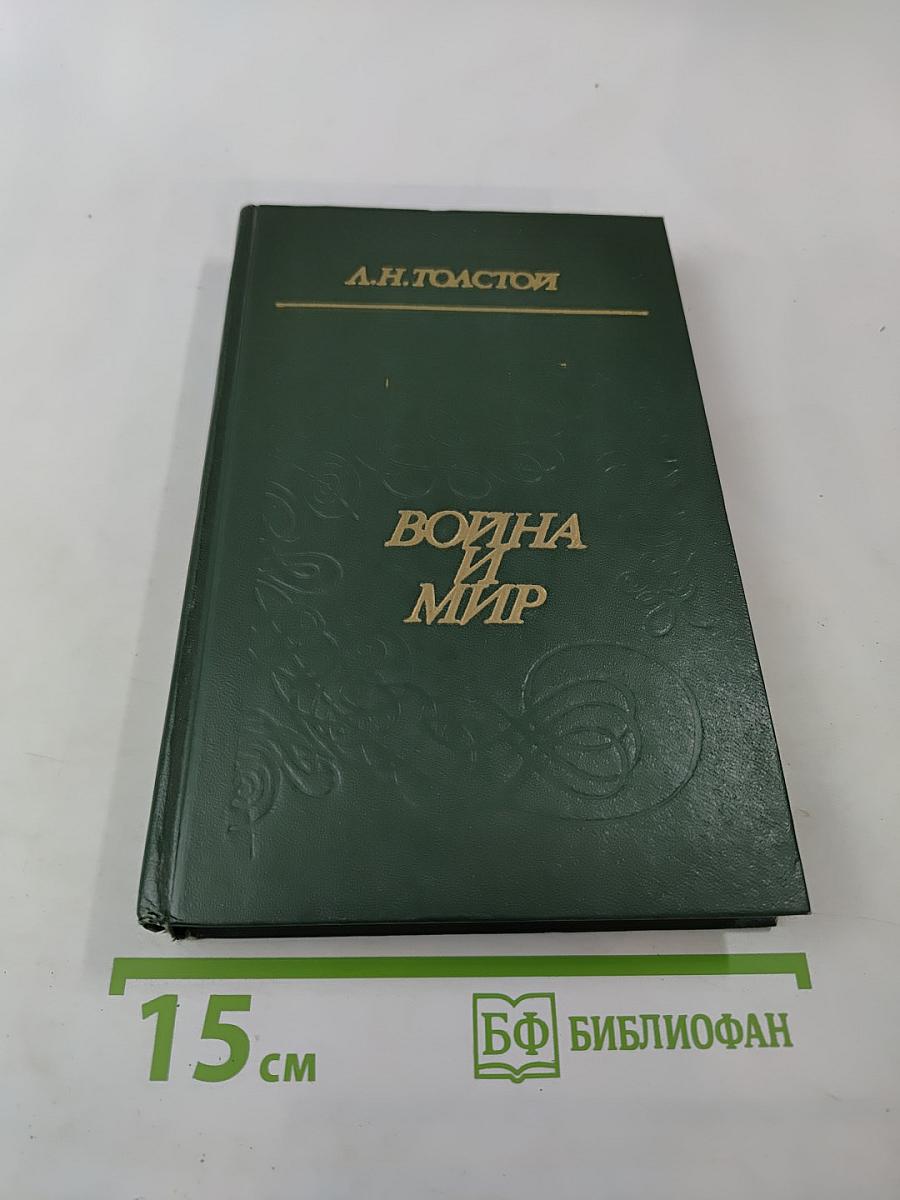 Л.Н.ТОЛСТОЙ
ВОЙНА
И
МИР
15 см
БФ БИБЛИОФАН